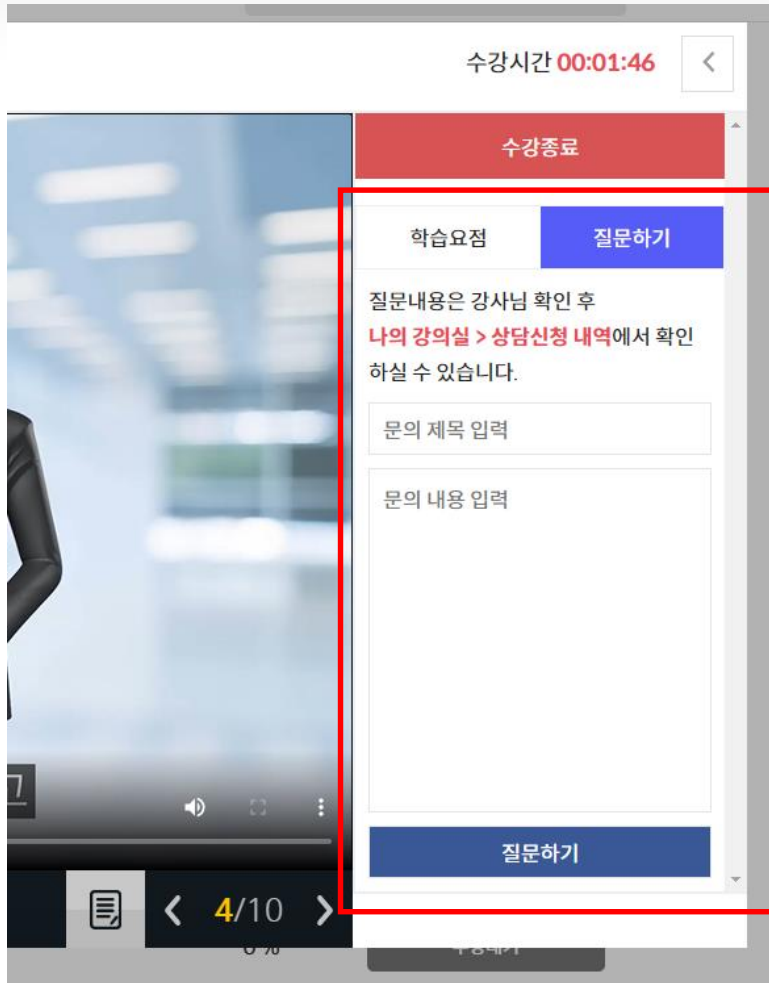 수강시간 00:01:46
수강종료
학습요점 질문하기
질문내용은 강사님 확인 후
나의 강의실 > 상담신청 내역에서 확인
하실 수 있습니다.
문의 제목 입력
문의 내용 입력
질문하기
4/10